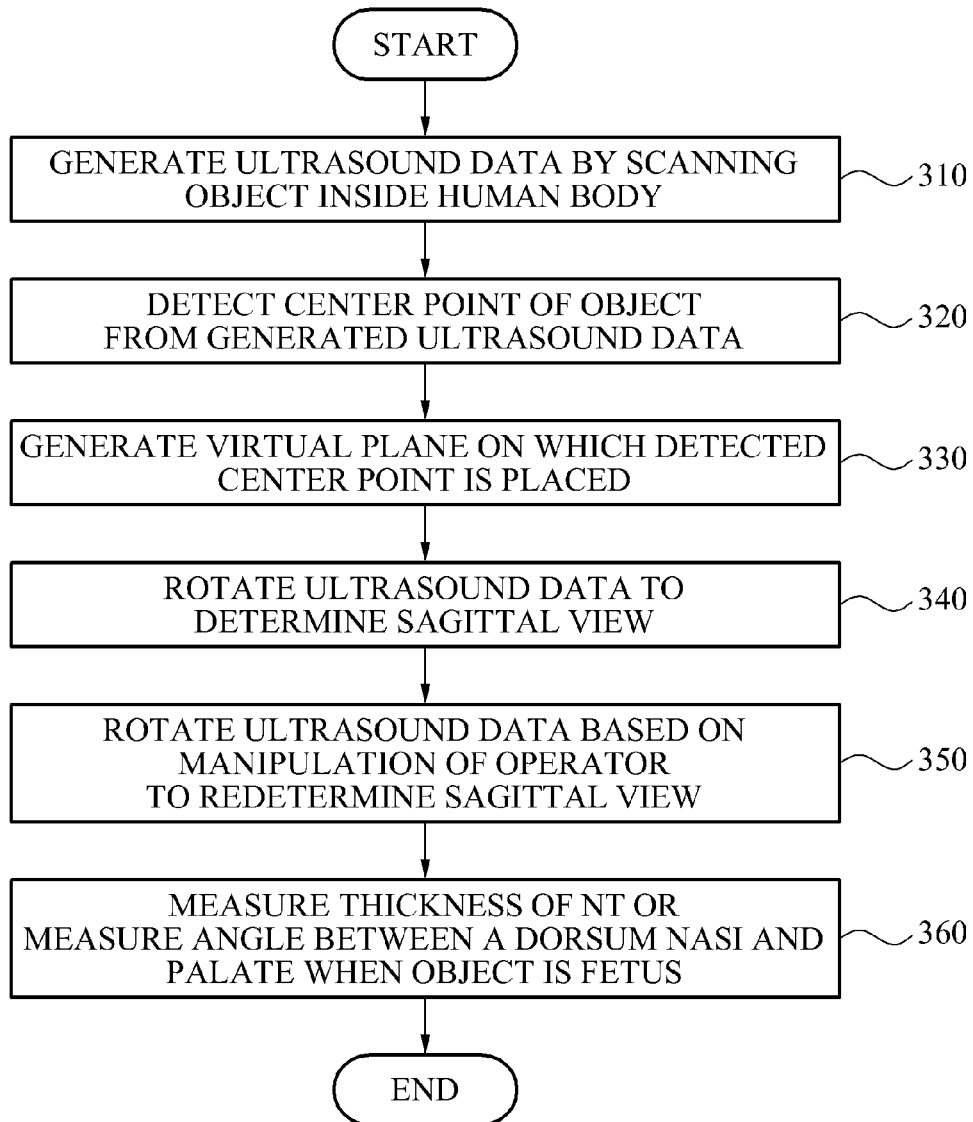 START
GENERATE ULTRASOUND DATA BY SCANNING
OBJECT INSIDE HUMAN BODY
310
DETECT CENTER POINT OF OBJECT
FROM GENERATED ULTRASOUND DATA
320
GENERATE VIRTUAL PLANE ON WHICH DETECTED
CENTER POINT IS PLACED
330
ROTATE ULTRASOUND DATA TO
DETERMINE SAGITTAL VIEW
340
ROTATE ULTRASOUND DATA BASED ON
MANIPULATION OF OPERATOR
TO REDETERMINE SAGITTAL VIEW
350
MEASURE THICKNESS OF NT OR
MEASURE ANGLE BETWEEN A DORSUM NASI AND
PALATE WHEN OBJECT IS FETUS
360
END